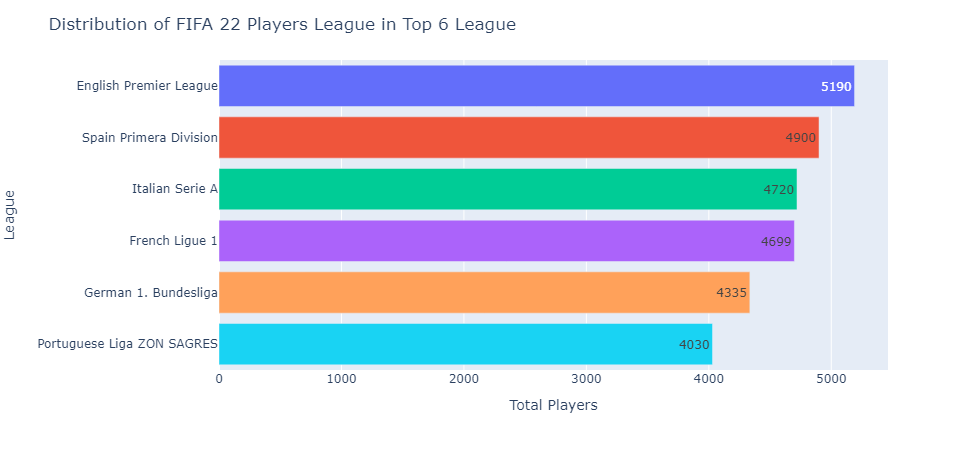 Distribution of FIFA 22 Players League in Top 6 League
League
English Premier League 5190
Spain Primera Division 4900
Italian Serie A 4720
French Ligue 1 4699
German 1. Bundesliga 4335
Portuguese Liga ZON SAGRES 4030
0 1000 2000 3000 4000 5000
Total Players